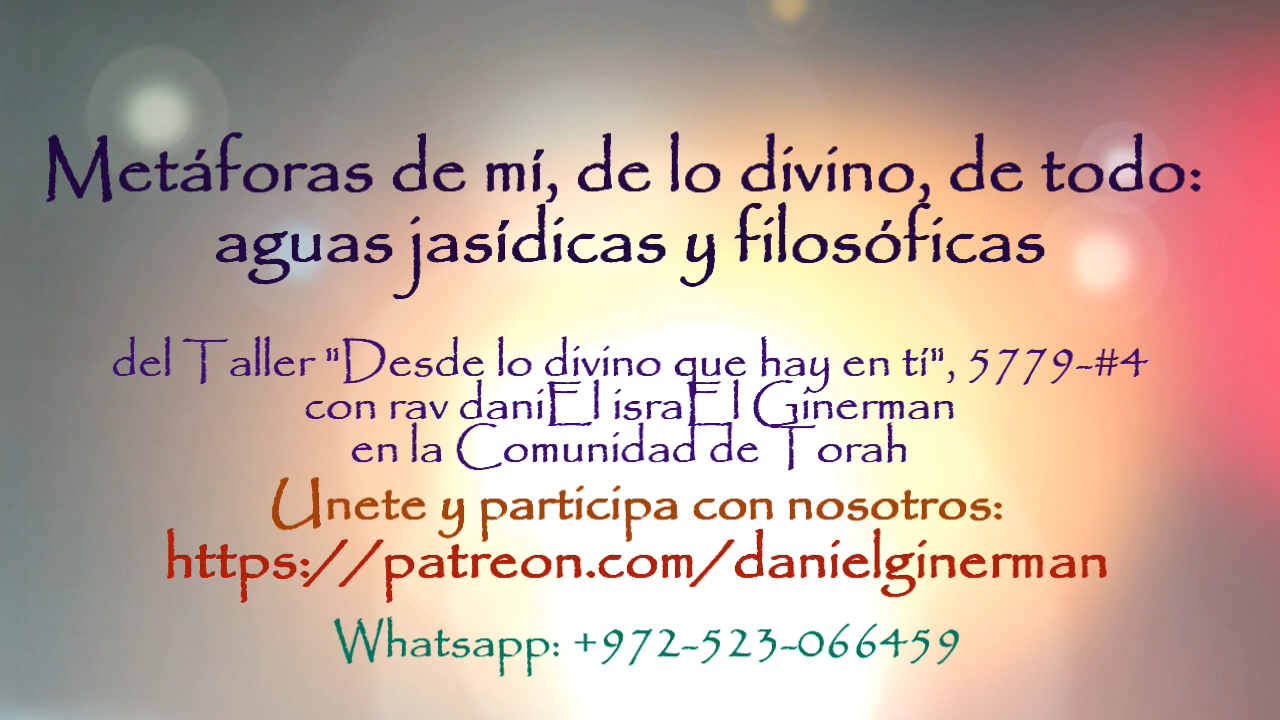 Metáforas de mí, de lo divino, de todo:
aguas jasídicas y filosóficas
del Taller "Desde lo divino que hay en tí", 5779-#4
con rav daniEl israEl Ginerman
en la Comunidad de Torah
Unete y participa con nosotros:
https://patreon.com/danielginerman
Whatsapp: +972-523-066459